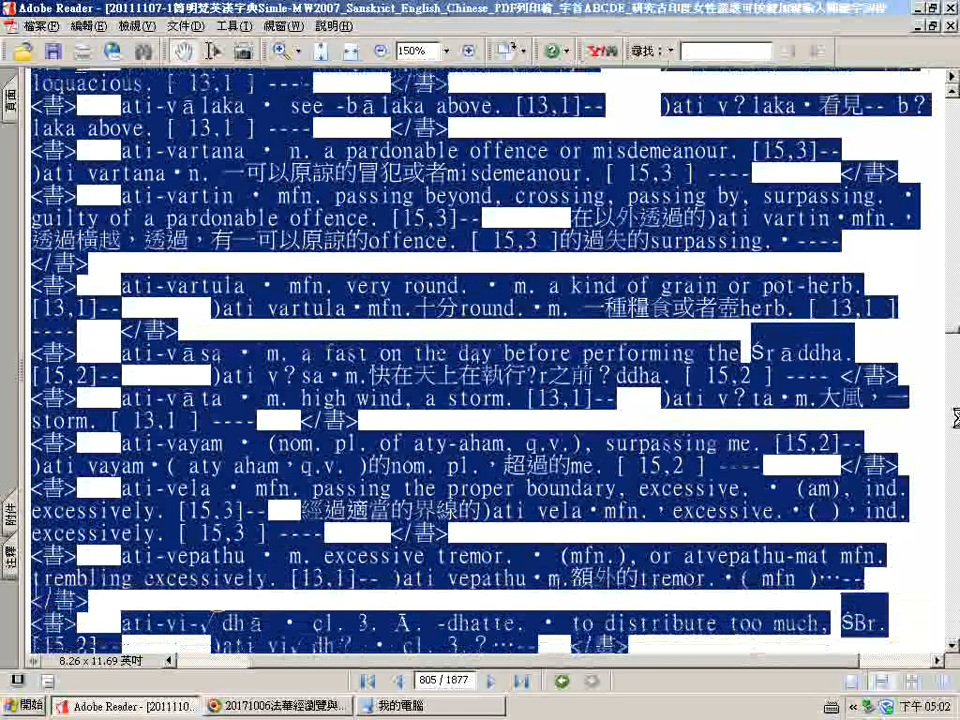 Adobe Reader - [20111107-1簡明梵英漢字典Simle-MW2007_Sanskrict_English_Chinese_PDF列印檔_字首ABCDE_研究古印度女性
檔案(F) 編輯(E) 檢視(V) 文件(D) 工具(T) 視窗(W) 說明(H)
150% 尋找：
頁面
loquacious. [ 13,1 ] ---- </書>
<書> ati-vālaka • see -bālaka above. [13,1]-- )ati v？laka•看見-- b？
laka above. [ 13,1 ] ---- </書>
<書> ati-vartana • n. a pardonable offence or misdemeanour. [15,3]--
)ati vartana•n. 一可以原諒的冒犯或者misdemeanour. [ 15,3 ] ---- </書>
<書> ati-vartin • mfn. passing beyond, crossing, passing by, surpassing. •
guilty of a pardonable offence. [15,3]-- 在以外透過的)ati vartin•mfn.，
透過橫越，透過，有一可以原諒的offence. [ 15,3 ]的過失的surpassing.•----
</書>
<書> ati-vartula • mfn. very round. • m. a kind of grain or pot-herb.
[13,1]-- )ati vartula•mfn.十分round.•m. 一種糧食或者壺herb. [ 13,1 ]
---- </書>
<書> ati-vāsa • m. a fast on the day before performing the Śrāddha.
[15,2]-- )ati v？sa•m.快在天上在執行?r之前？ddha. [ 15,2 ] ---- </書>
<書> ati-vāta • m. high wind, a storm. [13,1]-- )ati v？ta•m.大風，一
storm. [ 13,1 ] ---- </書>
<書> ati-vayam • (nom. pl. of aty-aham, q.v.), surpassing me. [15,2]--
)ati vayam•( aty aham，q.v. )的nom. pl.，超過的me. [ 15,2 ] ---- </書>
<書> ati-vela • mfn. passing the proper boundary, excessive. • (am), ind.
excessively. [15,3]-- 經過適當的界線的)ati vela•mfn.，excessive.•( )，ind.
excessively. [ 15,3 ] ---- </書>
<書> ati-vepathu • m. excessive tremor. • (mfn.), or atvepathu-mat mfn.
trembling excessively. [13,1]-- )ati vepathu•m.額外的tremor.•( mfn )…--
</書>
<書> ati-vi-√dhā • cl. 3. Ā. -dhatte. • to distribute too much, ŚBr.
[15,2]-- )ati vi√dh？• cl. 3.？…-- </書>
附件
註釋
8.26 x 11.69 英吋
805 / 1877
開始 Adobe Reader - [2011110... 20171006法華經瀏覽與... 我的電腦 下午 05:02